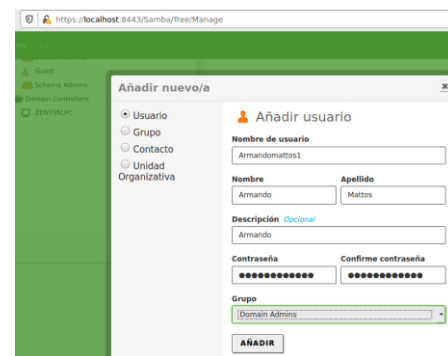 https://localhost:8443/Samba/Tree/Manage
Guest
Schema Admins
Domain Controllers
ZENTYALPC
Añadir nuevo/a
x
Usuario
Grupo
Contacto
Unidad
Organizativa
Añadir usuario
Nombre de usuario
Armandomattos1
Nombre Apellido
Armando Mattos
Descripción Opcional
Armando
Contraseña Confirme contraseña
●●●●●●●●●●●● ●●●●●●●●●●●●
Grupo
Domain Admins
AÑADIR